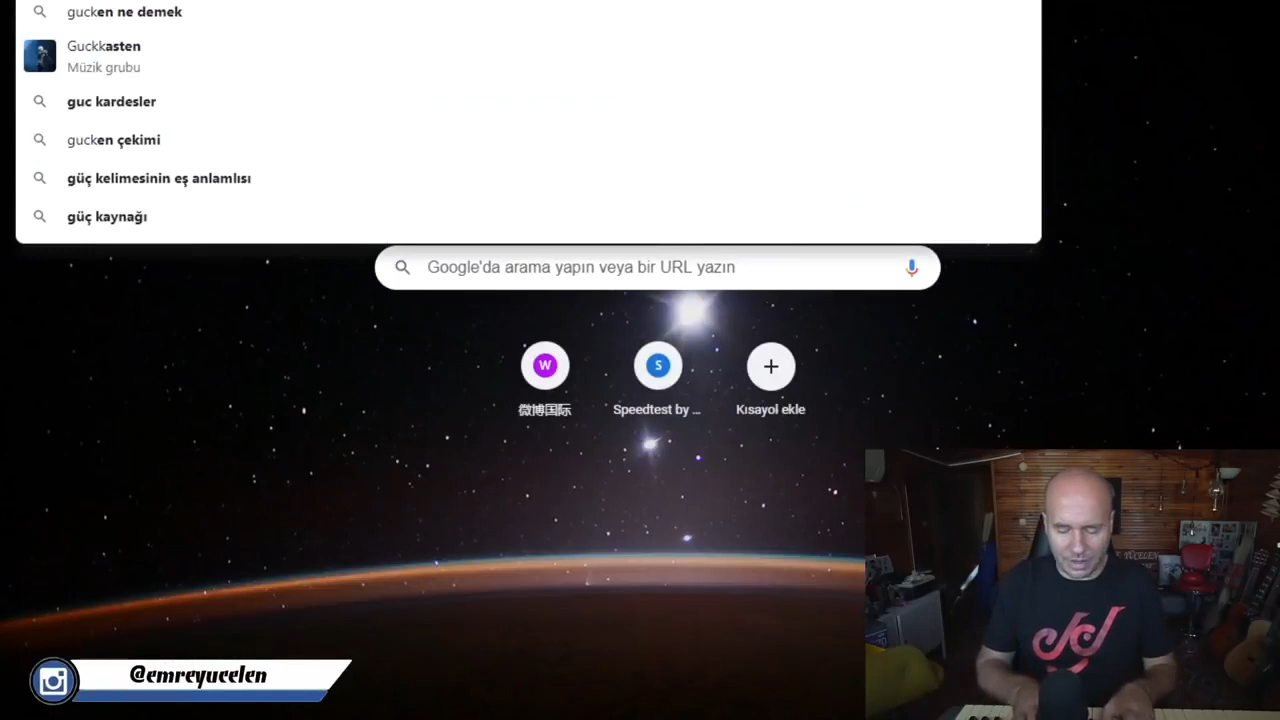 gucken ne demek
Guckkasten
Müzik grubu
guc kardesler
gucken çekimi
güç kelimesinin eş anlamlısı
güç kaynağı
Google'da arama yapın veya bir URL yazın
W
S
微博国际
Speedtest by ...
Kısayol ekle
@emreyucelen